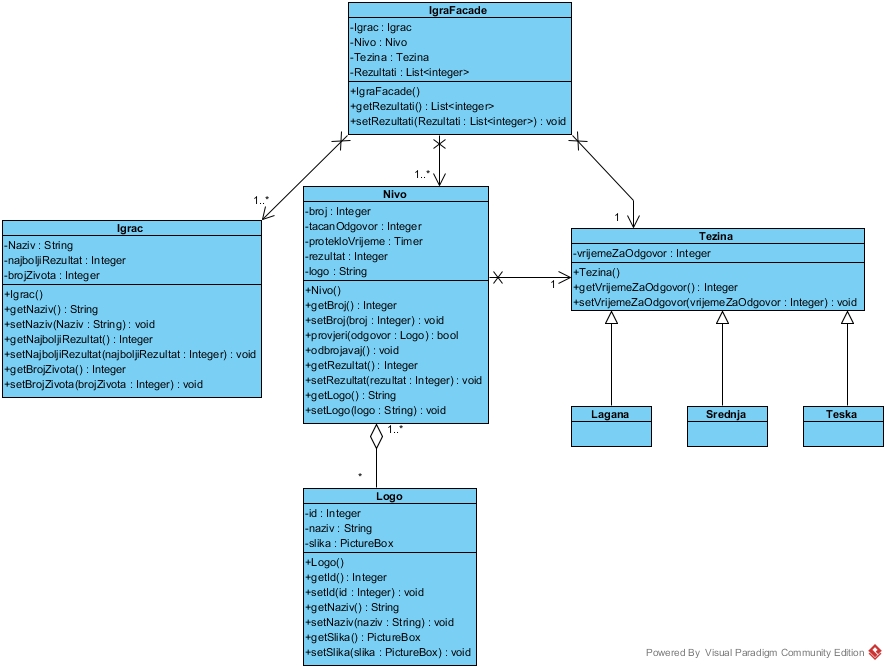 IgraFacade
-Igrac : Igrac
-Nivo : Nivo
-Tezina : Tezina
-Rezultati : List<integer>
+IgraFacade()
+getRezultati() : List<integer>
+setRezultati(Rezultati : List<integer>) : void
1..*
1..*
1
Igrac
-Naziv : String
-najboljiRezultat : Integer
-brojZivota : Integer
+Igrac()
+getNaziv() : String
+setNaziv(Naziv : String) : void
+getNajboljiRezultat() : Integer
+setNajboljiRezultat(najboljiRezultat : Integer) : void
+getBrojZivota() : Integer
+setBrojZivota(brojZivota : Integer) : void
Nivo
-broj : Integer
-tacanOdgovor : Integer
-protekloVrijeme : Timer
-rezultat : Integer
-logo : String
+Nivo()
+getBroj() : Integer
+setBroj(broj : Integer) : void
+provjeri(odgovor : Logo) : bool
+odbrojavaj() : void
+getRezultat() : Integer
+setRezultat(rezultat : Integer) : void
+getLogo() : String
+setLogo(logo : String) : void
1
Tezina
-vrijemeZaOdgovor : Integer
+Tezina()
+getVrijemeZaOdgovor() : Integer
+setVrijemeZaOdgovor(vrijemeZaOdgovor : Integer) : void
Lagana
Srednja
Teska
1..*
*
Logo
-id : Integer
-naziv : String
-slika : PictureBox
+Logo()
+getId() : Integer
+setId(id : Integer) : void
+getNaziv() : String
+setNaziv(naziv : String) : void
+getSlika() : PictureBox
+setSlika(slika : PictureBox) : void
Powered By Visual Paradigm Community Edition